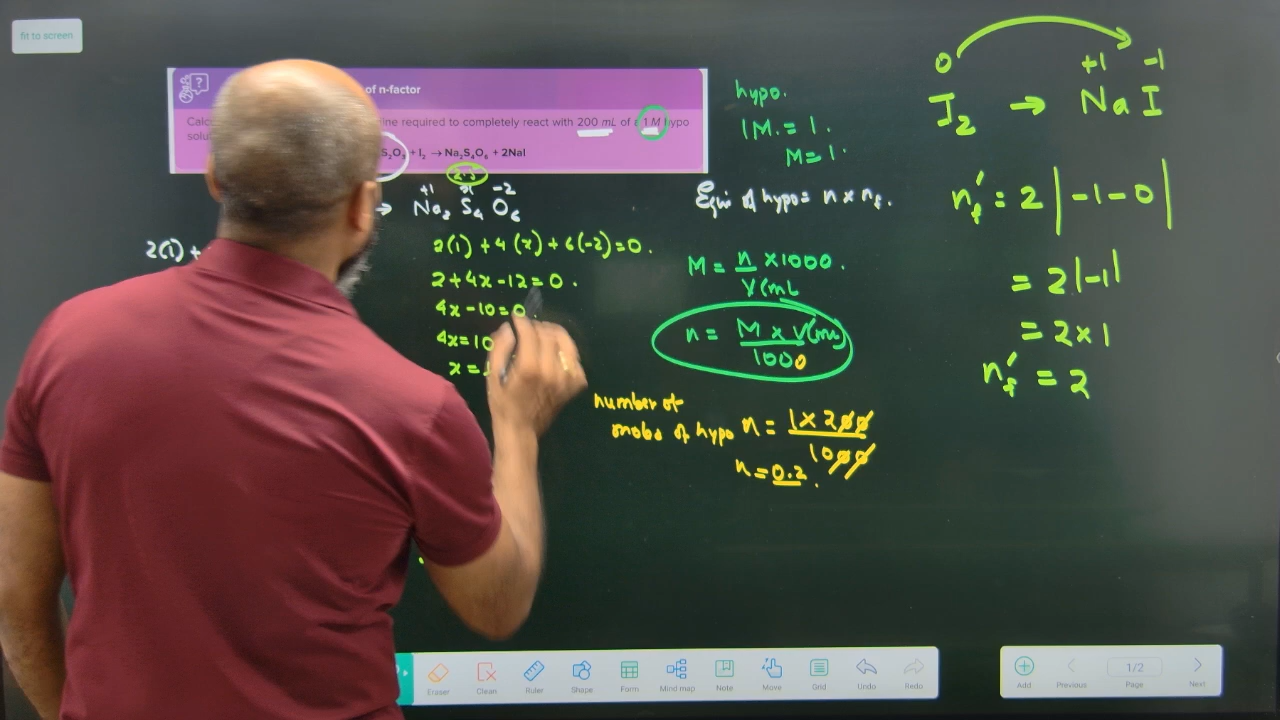 fit to screen
of n-factor
ine required to completely react with 200 mL of a 1 M hypo
solu
S₂O₃ + I₂ → Na₂S₄O₆ + 2NaI
2.5
+1 x -2
→ Na₂ S₄ O₆
2(1) +
2(1) + 4(x) + 6(-2) = 0.
2 + 4x - 12 = 0.
4x - 10 = 0
4x = 10
x =
hypo.
1M. = 1.
M = 1.
Equi of hypo = n x nf.
M = n/V(mL x 1000.
n = M x V(mL)/1000
number of
moles of hypo n = 1 x 200/1000
n = 0.2.
0 +1 -1
I₂ → Na I
nf' = 2 |-1 - 0|
= 2 |-1|
= 2 x 1
nf' = 2
Eraser
Clean
Ruler
Shape
Form
Mind map
Note
Move
Grid
Undo
Redo
Add
Previous
1/2
Page
Next